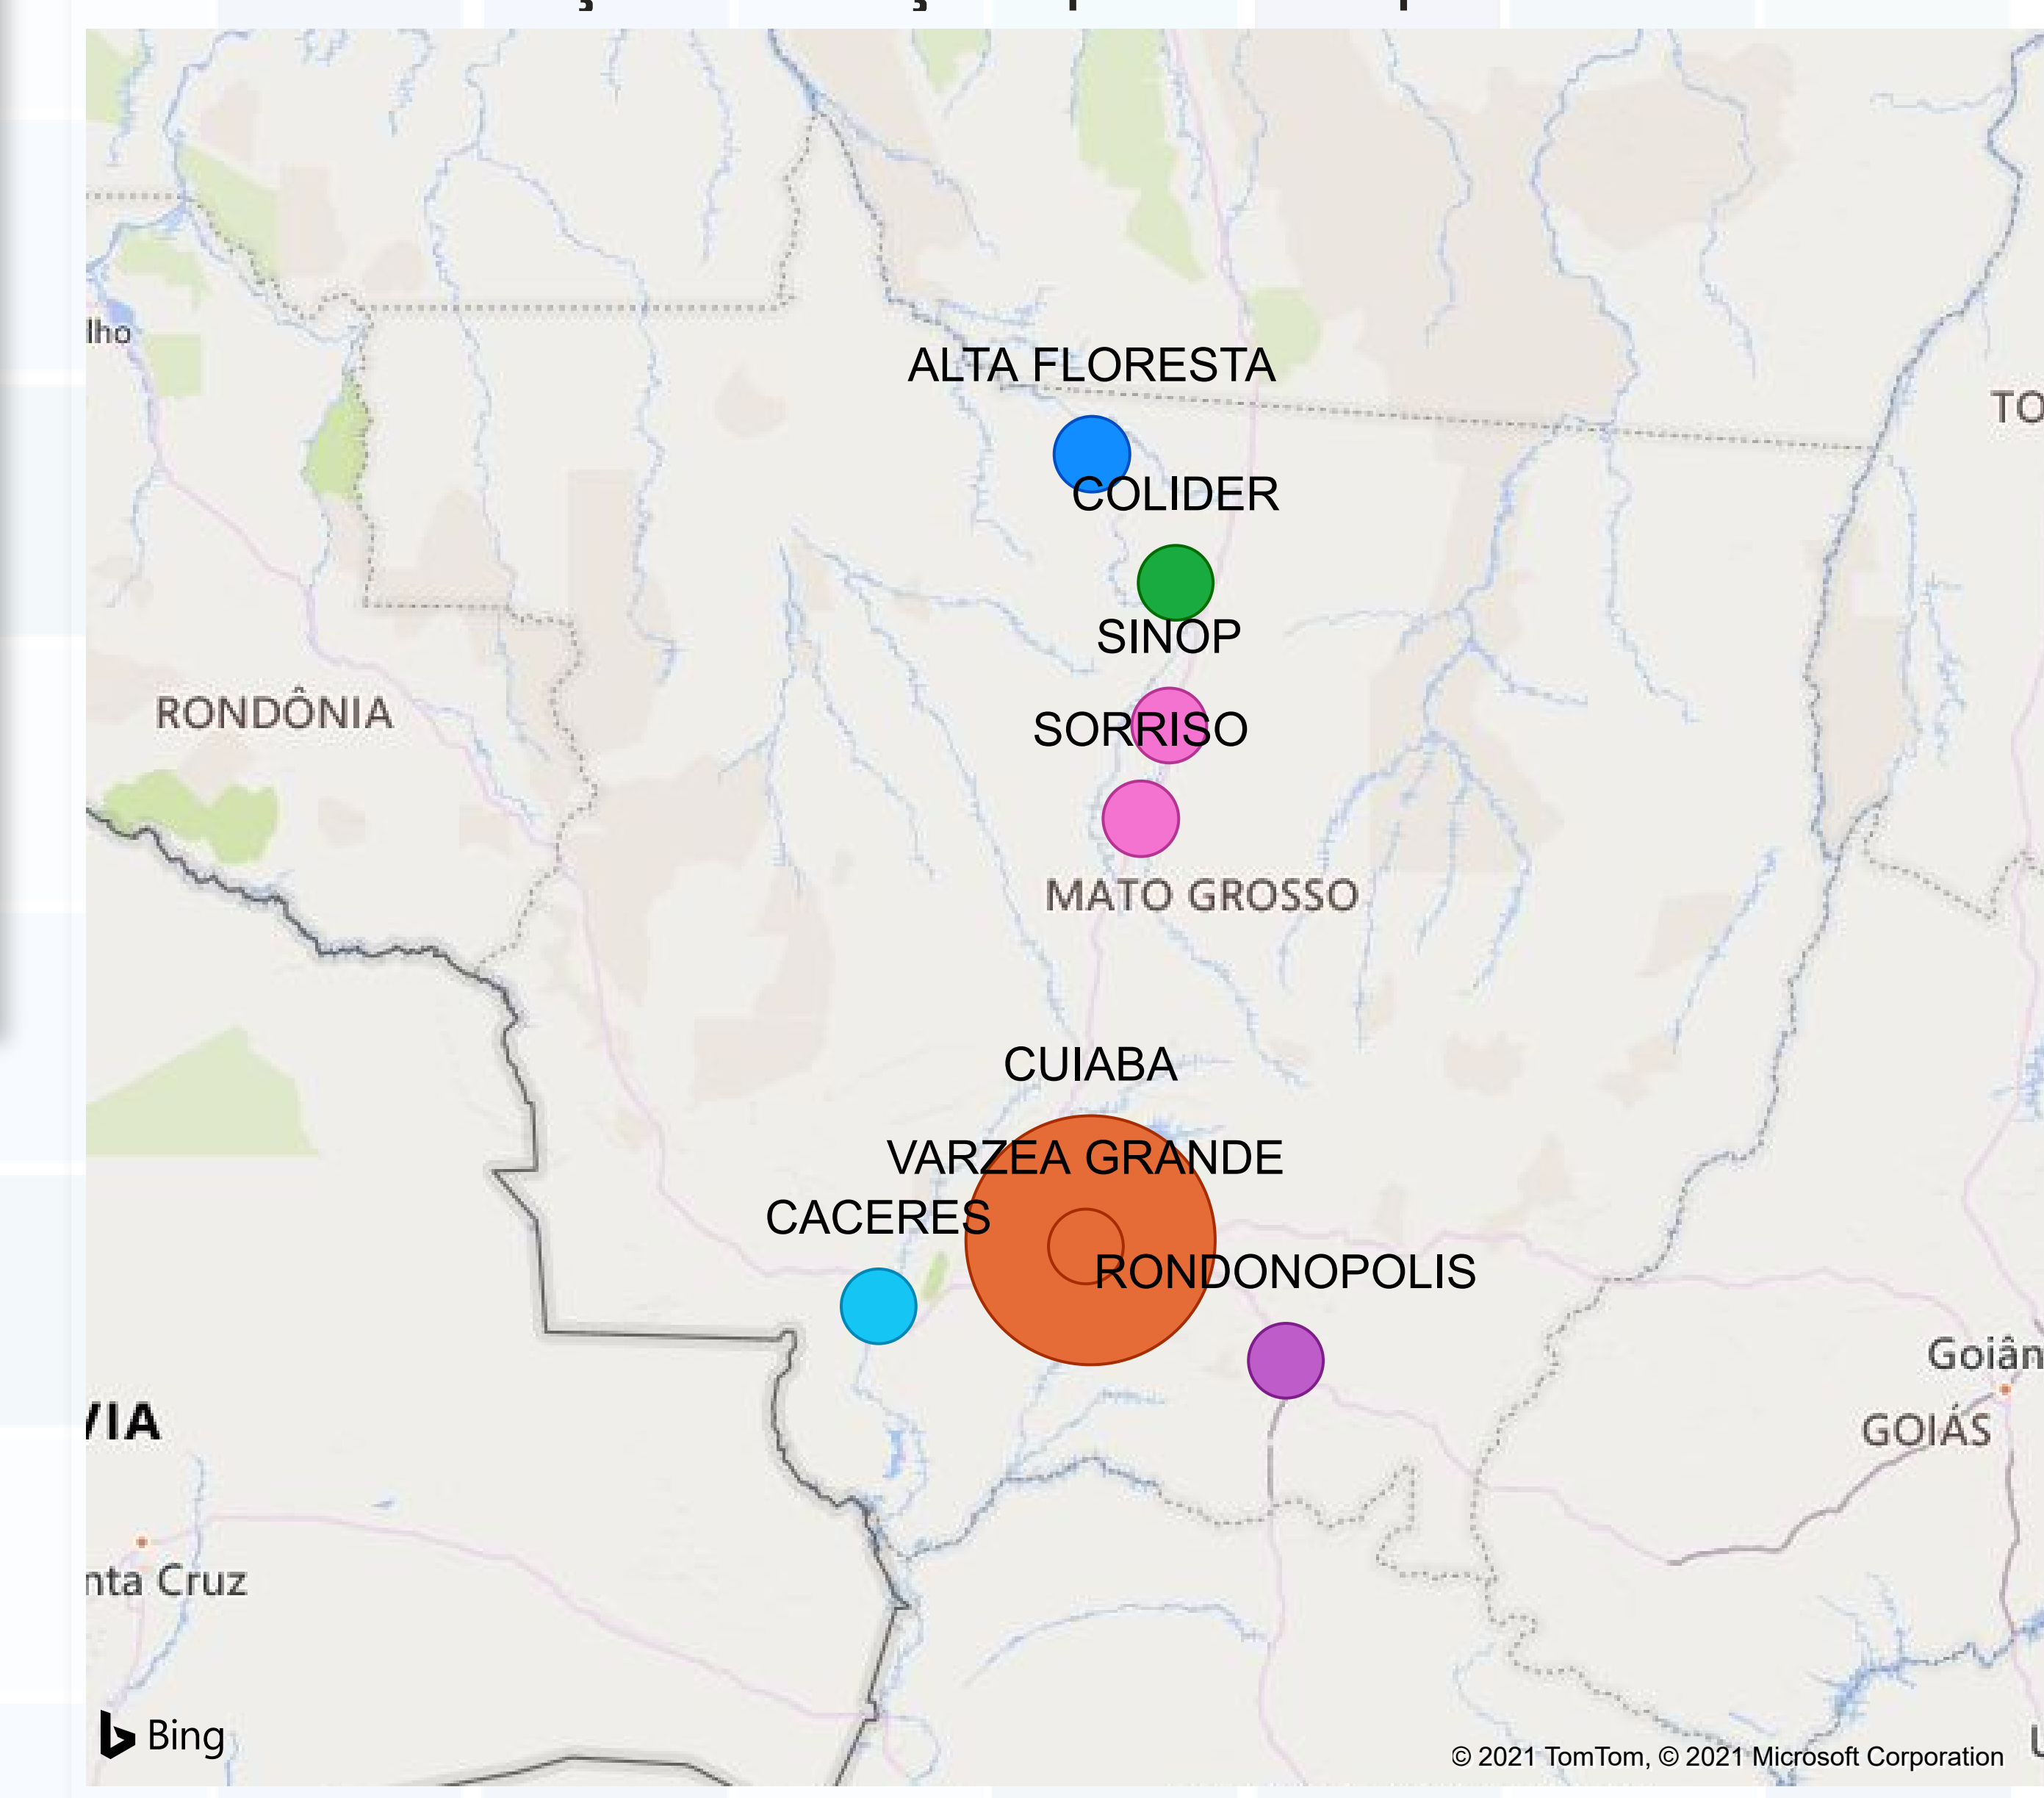 lho
ALTA FLORESTA
TO
COLIDER
SINOP
RONDÔNIA
SORRISO
MATO GROSSO
CUIABA
VARZEA GRANDE
CACERES
RONDONOPOLIS
Goiân
VIA
GOIÁS
nta Cruz
Bing
© 2021 TomTom, © 2021 Microsoft Corporation